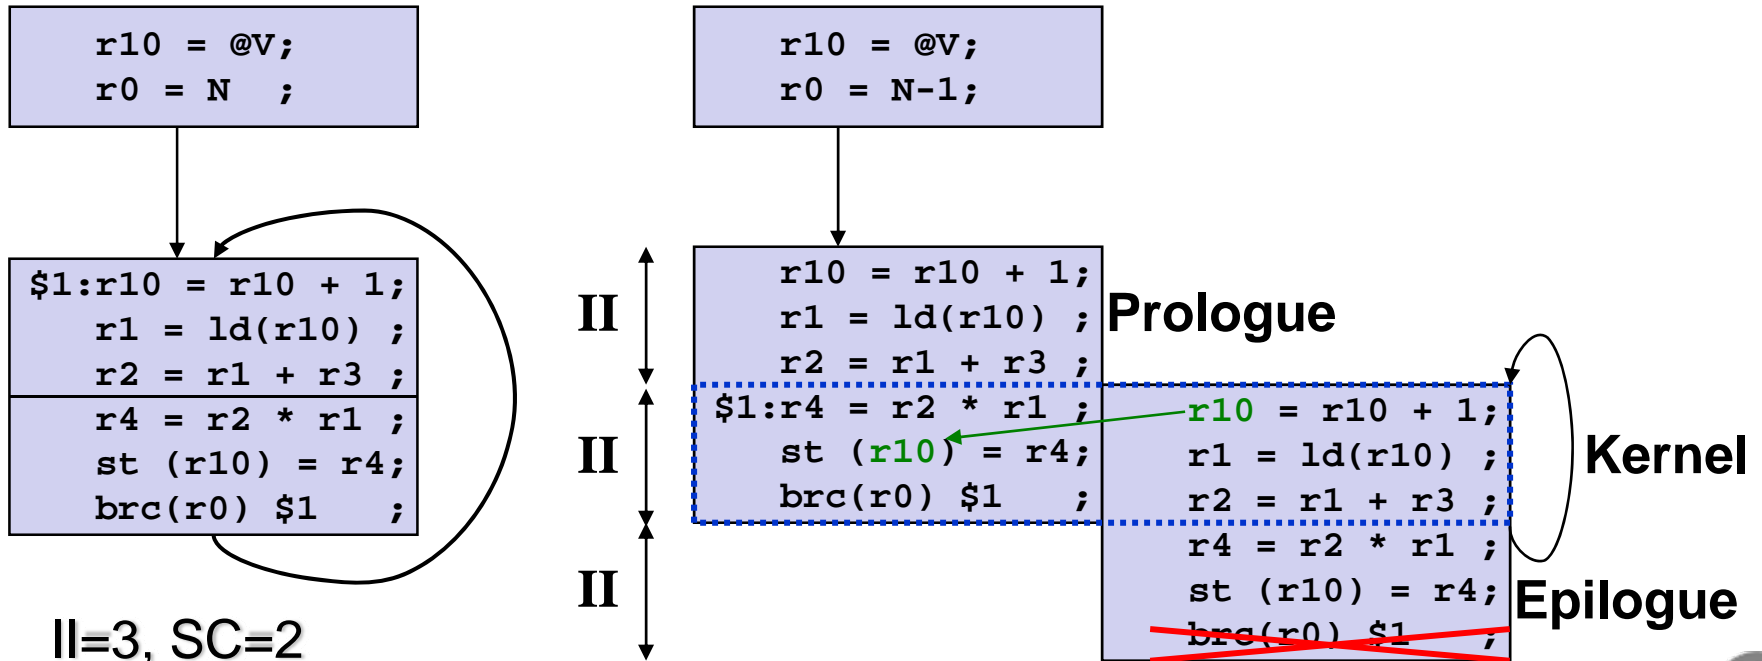 r10 = @V;
r0 = N ;
$1:r10 = r10 + 1;
r1 = ld(r10) ;
r2 = r1 + r3 ;
r4 = r2 * r1 ;
st (r10) = r4;
brc(r0) $1 ;
II=3, SC=2
r10 = @V;
r0 = N-1;
II
r10 = r10 + 1;
r1 = ld(r10) ;
r2 = r1 + r3 ;
Prologue
II
$1:r4 = r2 * r1 ;
st (r10) = r4;
brc(r0) $1 ;
r10 = r10 + 1;
r1 = ld(r10) ;
r2 = r1 + r3 ;
Kernel
II
r4 = r2 * r1 ;
st (r10) = r4;
brc(r0) $1 ;
Epilogue